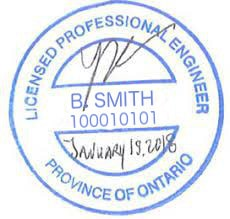 LICENSED PROFESSIONAL ENGINEER
B. SMITH
100010101
JANUARY 19, 2018
PROVINCE OF ONTARIO